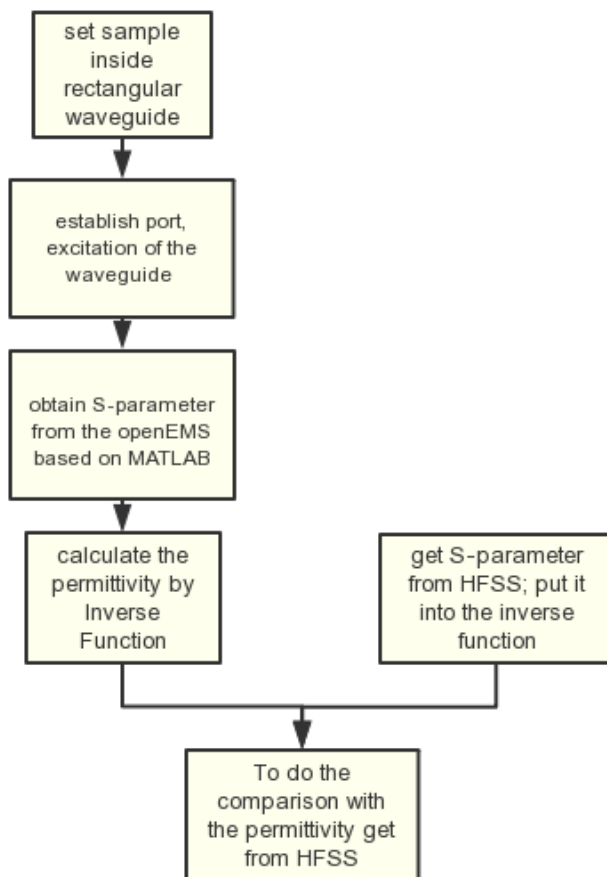 set sample
inside
rectangular
waveguide
establish port,
excitation of the
waveguide
obtain S-parameter
from the openEMS
based on MATLAB
calculate the
permittivity by
Inverse
Function
get S-parameter
from HFSS; put it
into the inverse
function
To do the
comparison with
the permittivity get
from HFSS